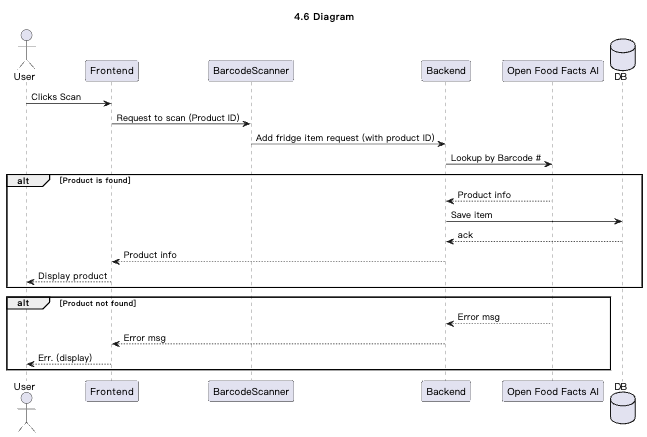 4.6 Diagram
User
Frontend
BarcodeScanner
Backend
Open Food Facts AI
DB
Clicks Scan
Request to scan (Product ID)
Add fridge item request (with product ID)
Lookup by Barcode #
alt [Product is found]
Product info
Save item
ack
Product info
Display product
alt [Product not found]
Error msg
Error msg
Err. (display)
User
Frontend
BarcodeScanner
Backend
Open Food Facts AI
DB